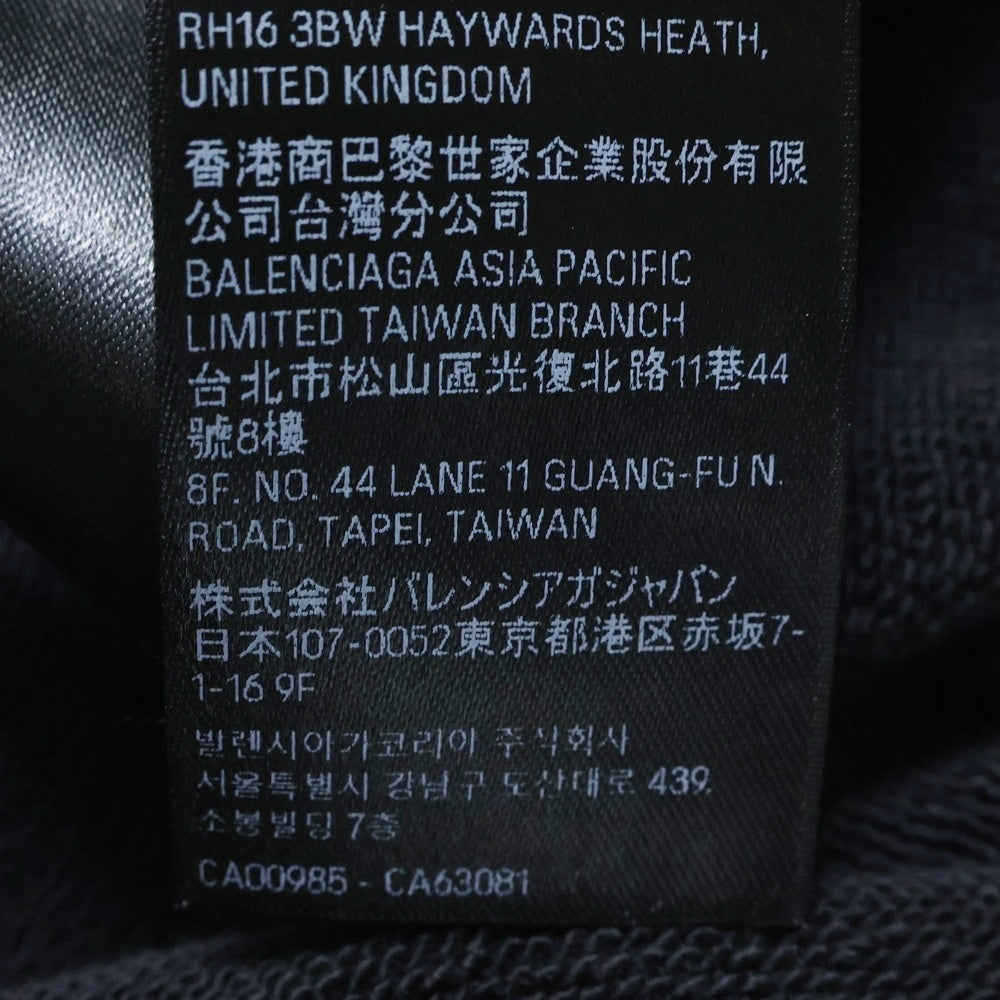 RH16 3BW HAYWARDS HEATH,
UNITED KINGDOM
香港商巴黎世家企業股份有限
公司台灣分公司
BALENCIAGA ASIA PACIFIC
LIMITED TAIWAN BRANCH
台北市松山區光復北路11巷44
號8樓
8F. NO. 44 LANE 11 GUANG-FU N.
ROAD, TAPEI, TAIWAN
株式会社バレンシアガジャパン
日本107-0052東京都港区赤坂7-
1-16 9F
발렌시아가코리아 주식회사
서울특별시 강남구 도산대로 439,
소봉빌딩 7층
CA00985 - CA63081